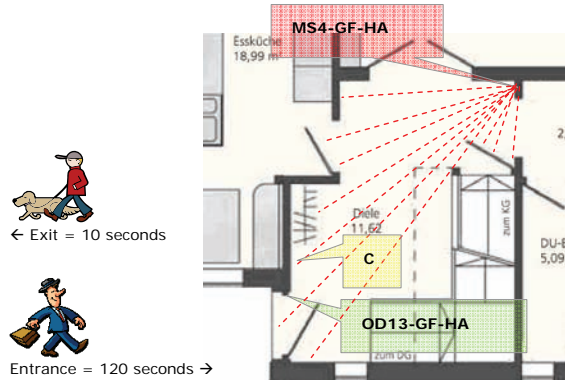 MS4-GF-HA
Essküche
18,99 m²
2,
Diele
11,62
zum KG
C
DU-B
5,09
← Exit = 10 seconds
OD13-GF-HA
zum DG
Entrance = 120 seconds →